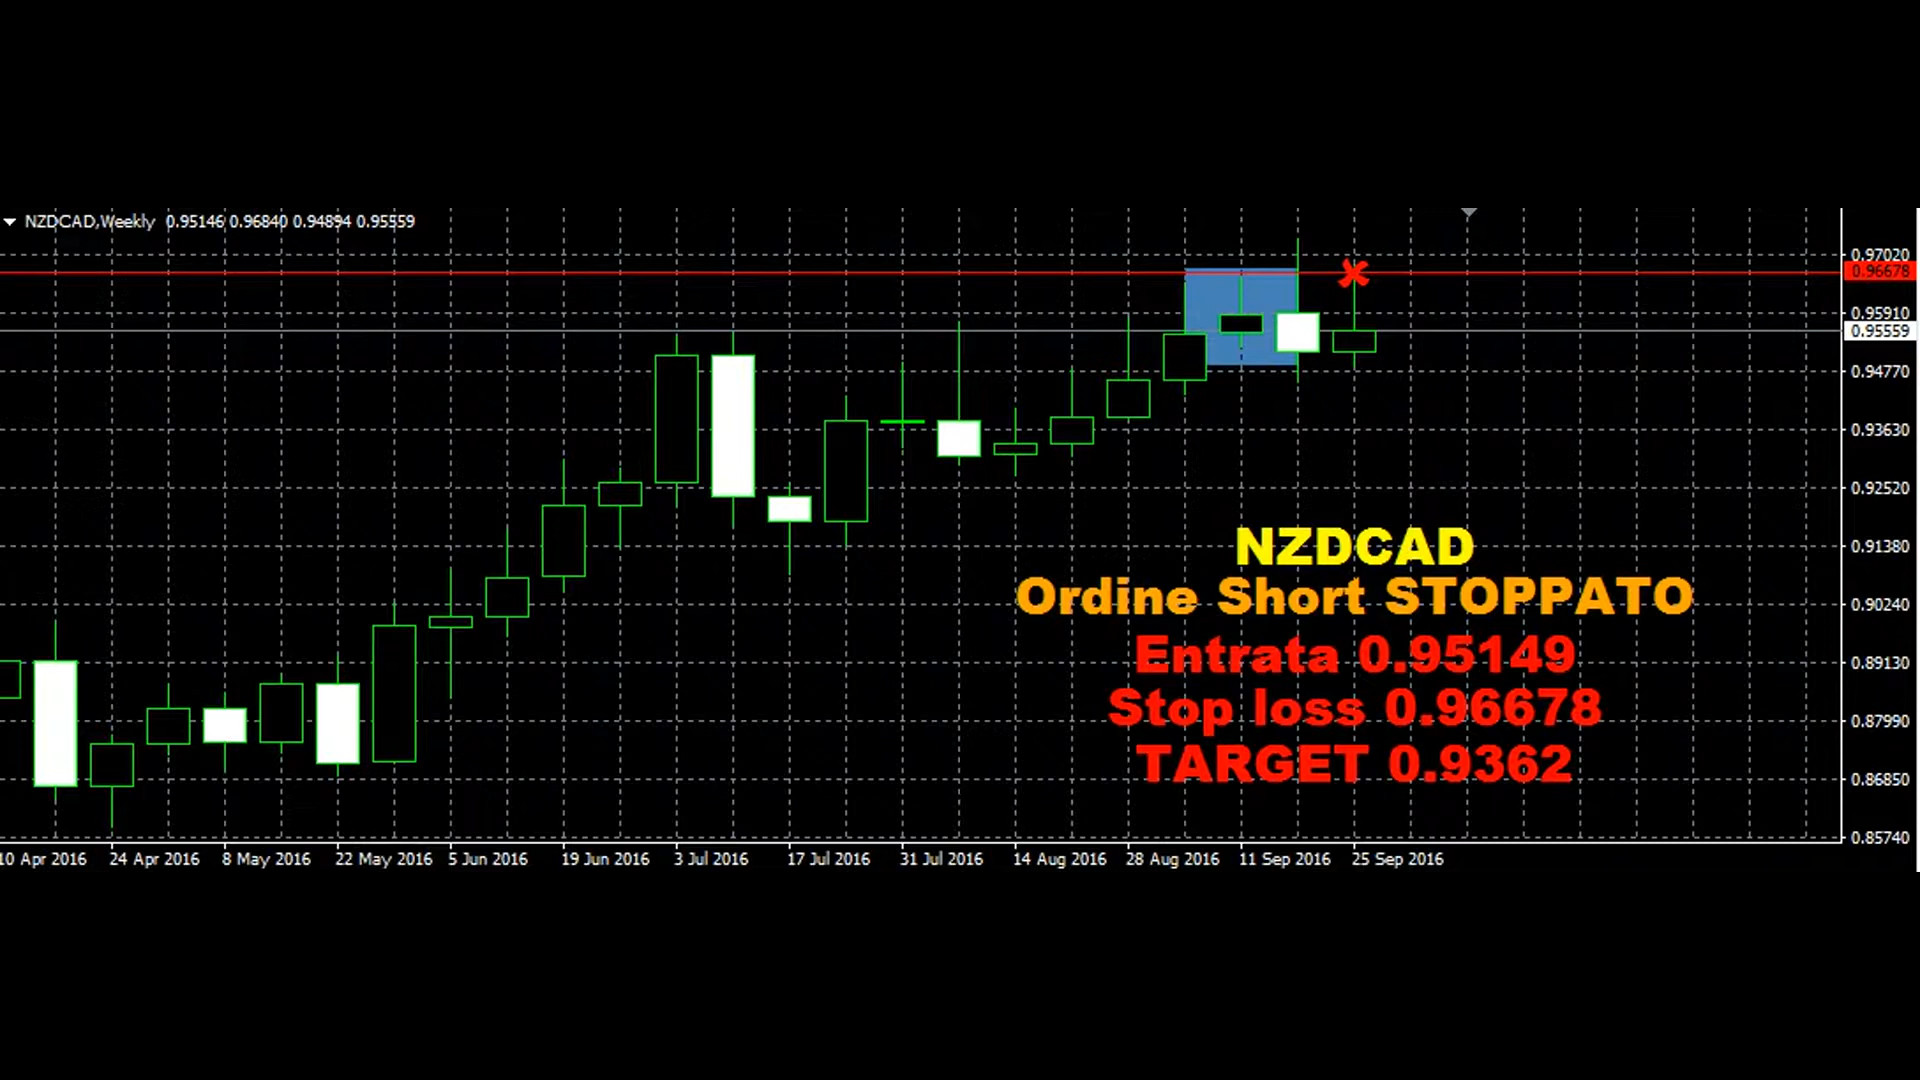 NZDCAD,Weekly 0.95146 0.96840 0.94894 0.95559
0.97020
0.96678
0.95910
0.95559
0.94770
0.93630
0.92520
0.91380
0.90240
0.89130
0.87990
0.86850
0.85740
NZDCAD
Ordine Short STOPPATO
Entrata 0.95149
Stop loss 0.96678
TARGET 0.9362
10 Apr 2016 24 Apr 2016 8 May 2016 22 May 2016 5 Jun 2016 19 Jun 2016 3 Jul 2016 17 Jul 2016 31 Jul 2016 14 Aug 2016 28 Aug 2016 11 Sep 2016 25 Sep 2016